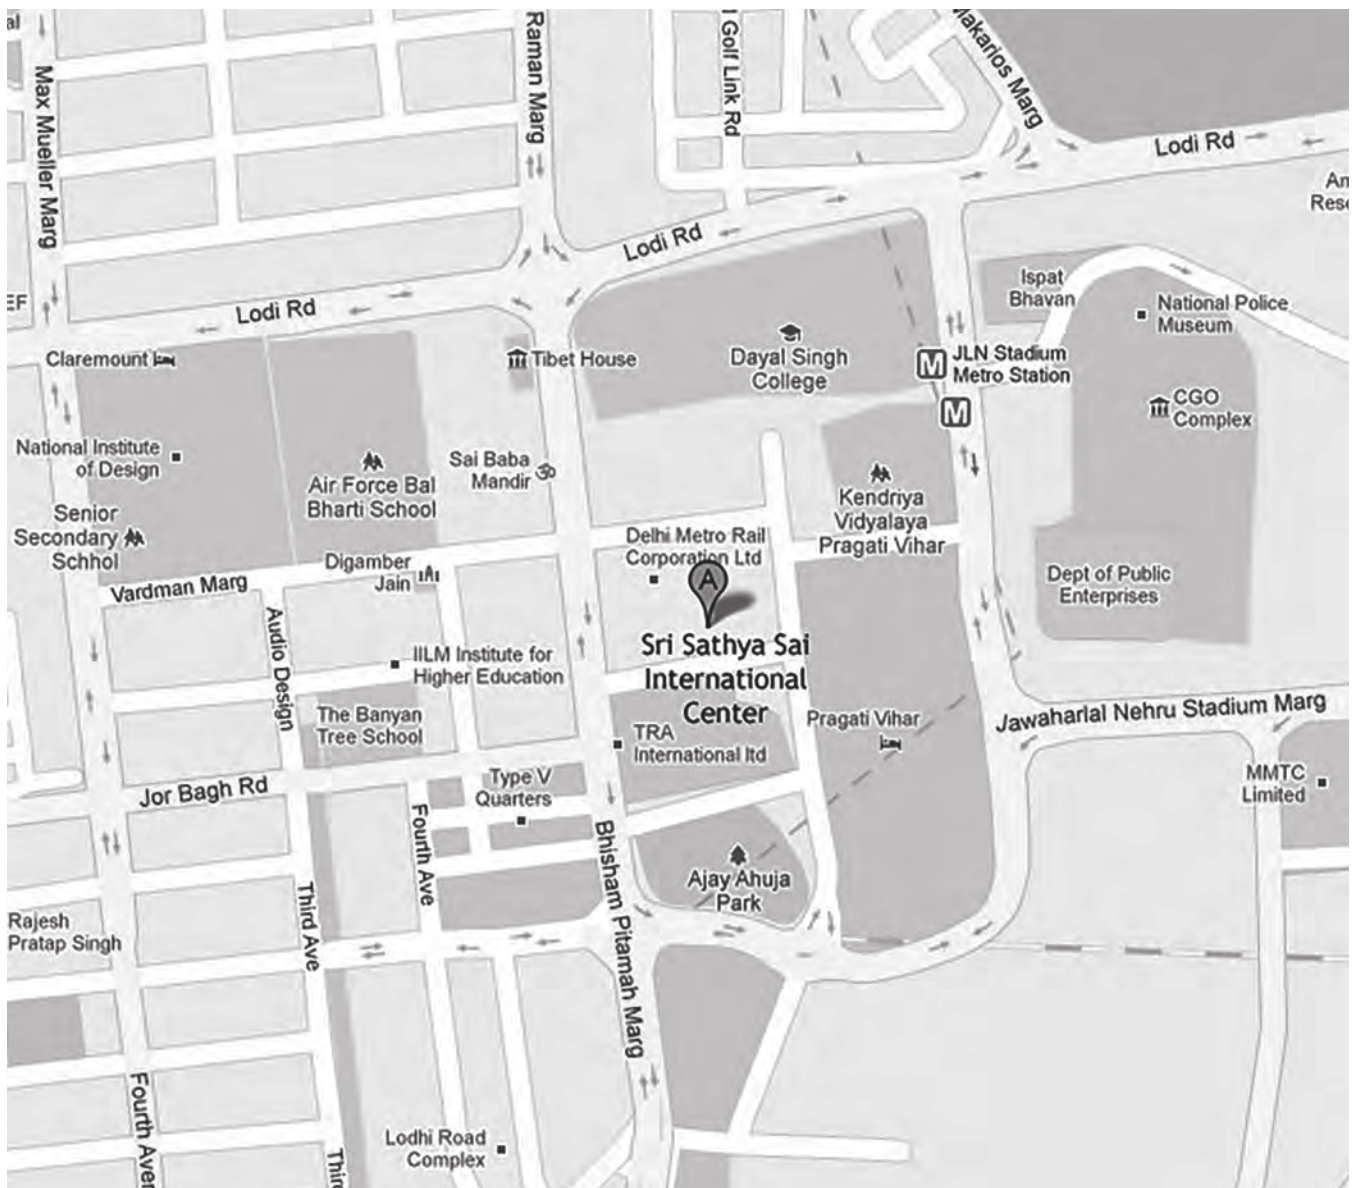 al
Max Mueller Marg
Raman Marg
Golf Link Rd
Makarios Marg
Lodi Rd
An
Rese
Lodi Rd
Ispat
Bhavan
National Police
Museum
EF
Lodi Rd
Claremount
Tibet House
Dayal Singh
College
M
JLN Stadium
Metro Station
M
CGO
Complex
National Institute
of Design
Sai Baba
Mandir
ॐ
Air Force Bal
Bharti School
Kendriya
Vidyalaya
Pragati Vihar
Senior
Secondary
Schhol
Delhi Metro Rail
Corporation Ltd
A
Digamber
Jain
Vardman Marg
Dept of Public
Enterprises
Audio Design
Sri Sathya Sai
International
Center
IILM Institute for
Higher Education
The Banyan
Tree School
Pragati Vihar
Jawaharlal Nehru Stadium Marg
TRA
International ltd
Jor Bagh Rd
Type V
Quarters
MMTC
Limited
Fourth Ave
Bhisham Pitamah Marg
Ajay Ahuja
Park
Third Ave
Rajesh
Pratap Singh
Fourth Aven
Lodhi Road
Complex
Thir